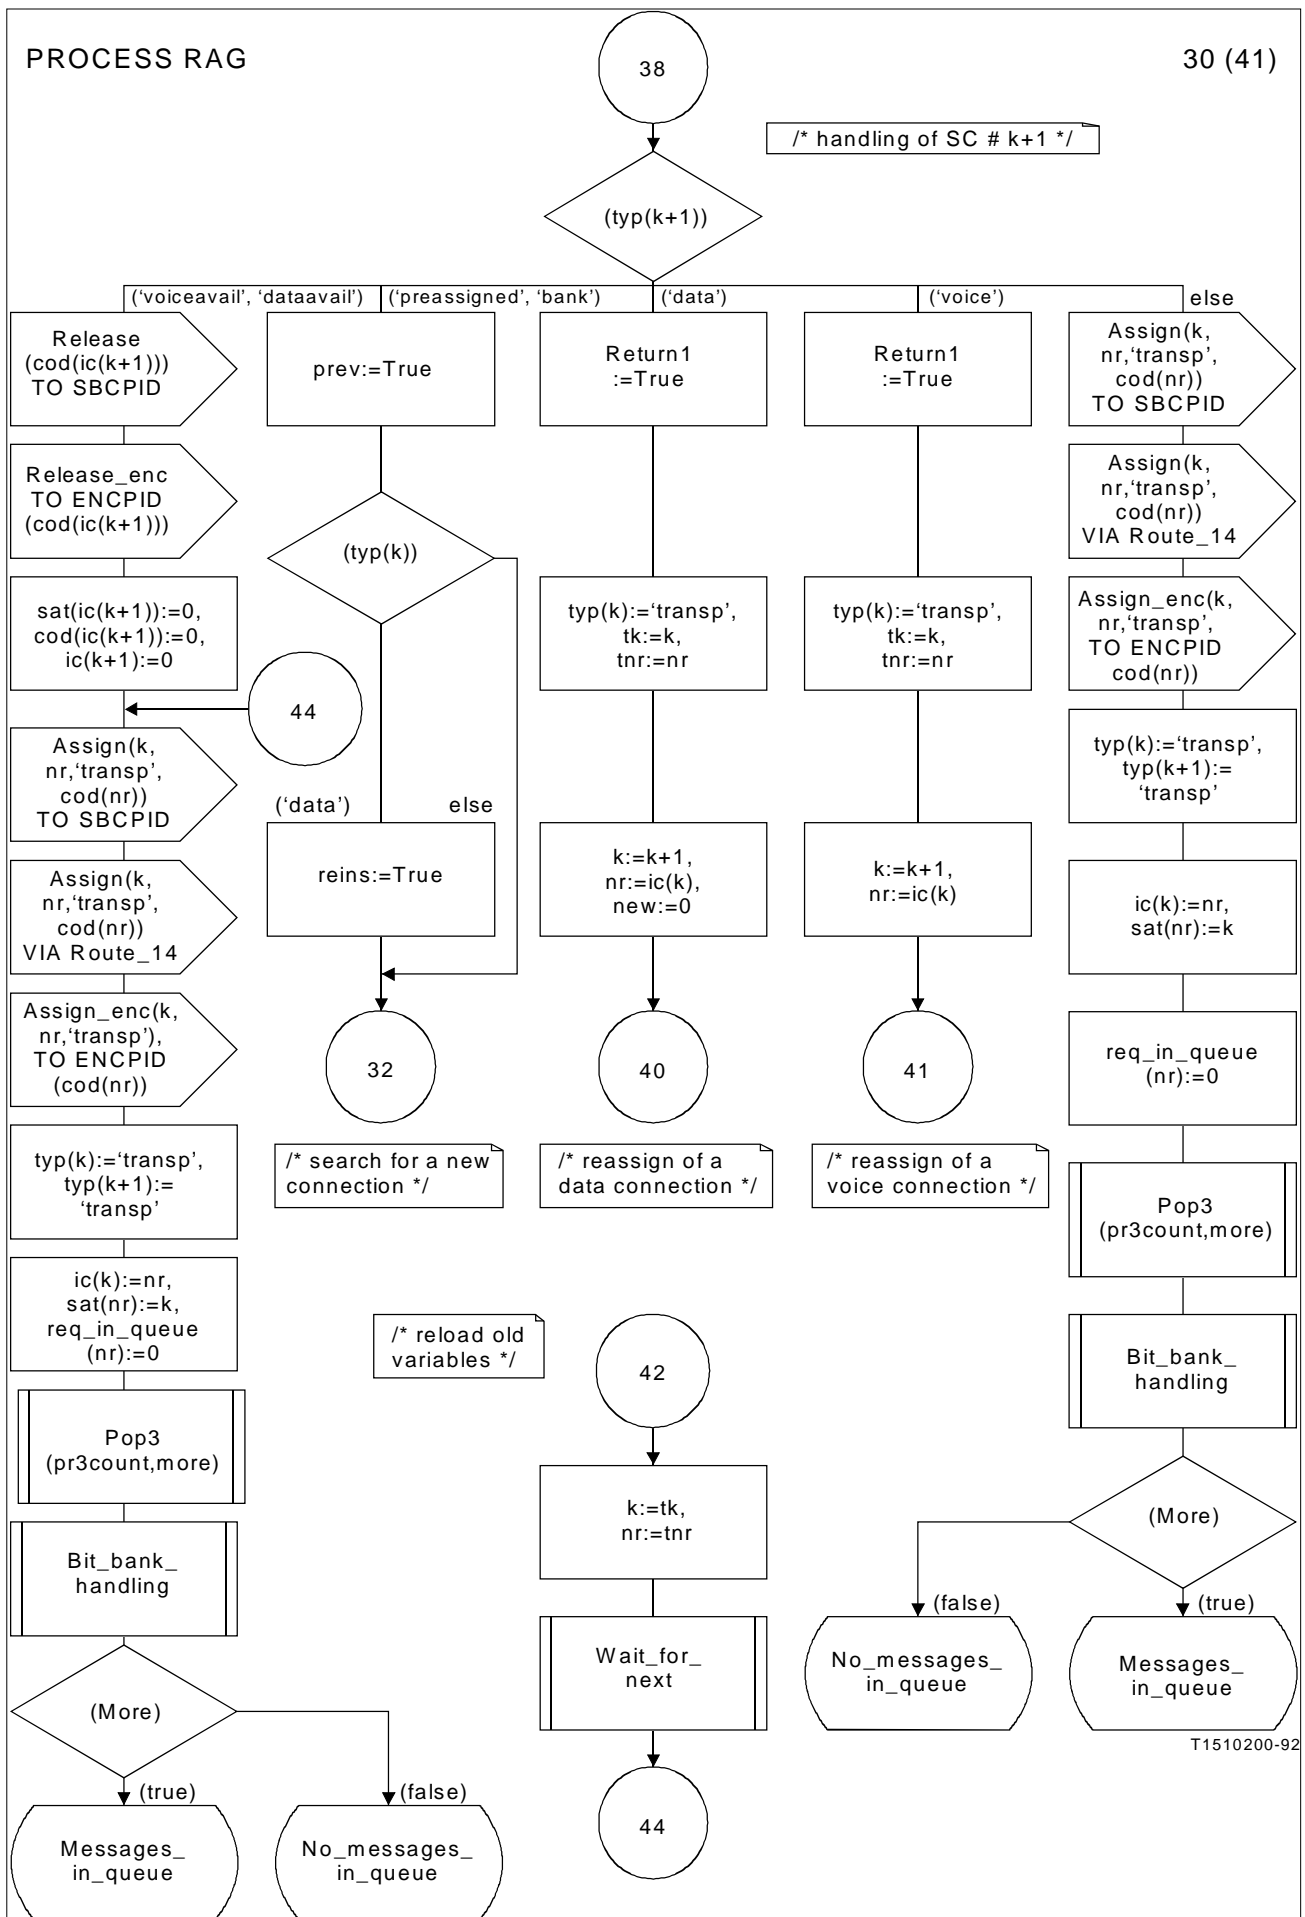 PROCESS RAG
30 (41)
38
/* handling of SC # k+1 */
(typ(k+1))
(‘voiceavail’, ‘dataavail’)
(‘preassigned’, ‘bank’)
(‘data’)
(‘voice’)
else
Release
(cod(ic(k+1)))
TO SBCPID
Release_enc
TO ENCPID
(cod(ic(k+1)))
sat(ic(k+1)):=0,
cod(ic(k+1)):=0,
ic(k+1):=0
44
Assign(k,
nr,‘transp’,
cod(nr))
TO SBCPID
Assign(k,
nr,‘transp’,
cod(nr))
VIA Route_14
Assign_enc(k,
nr,‘transp’),
TO ENCPID
(cod(nr))
typ(k):=‘transp’,
typ(k+1):=
‘transp’
ic(k):=nr,
sat(nr):=k,
req_in_queue
(nr):=0
Pop3
(pr3count,more)
Bit_bank_
handling
(More)
(true)
(false)
Messages_
in_queue
No_messages_
in_queue
prev:=True
(typ(k))
(‘data’)
else
reins:=True
32
/* search for a new
connection */
Return1
:=True
typ(k):=‘transp’,
tk:=k,
tnr:=nr
k:=k+1,
nr:=ic(k),
new:=0
40
/* reassign of a
data connection */
/* reload old
variables */
42
k:=tk,
nr:=tnr
Wait_for_
next
44
Return1
:=True
typ(k):=‘transp’,
tk:=k,
tnr:=nr
k:=k+1,
nr:=ic(k)
41
/* reassign of a
voice connection */
Assign(k,
nr,‘transp’,
cod(nr))
TO SBCPID
Assign(k,
nr,‘transp’,
cod(nr))
VIA Route_14
Assign_enc(k,
nr,‘transp’,
TO ENCPID
cod(nr))
typ(k):=‘transp’,
typ(k+1):=
‘transp’
ic(k):=nr,
sat(nr):=k
req_in_queue
(nr):=0
Pop3
(pr3count,more)
Bit_bank_
handling
(More)
(false)
(true)
No_messages_
in_queue
Messages_
in_queue
T1510200-92